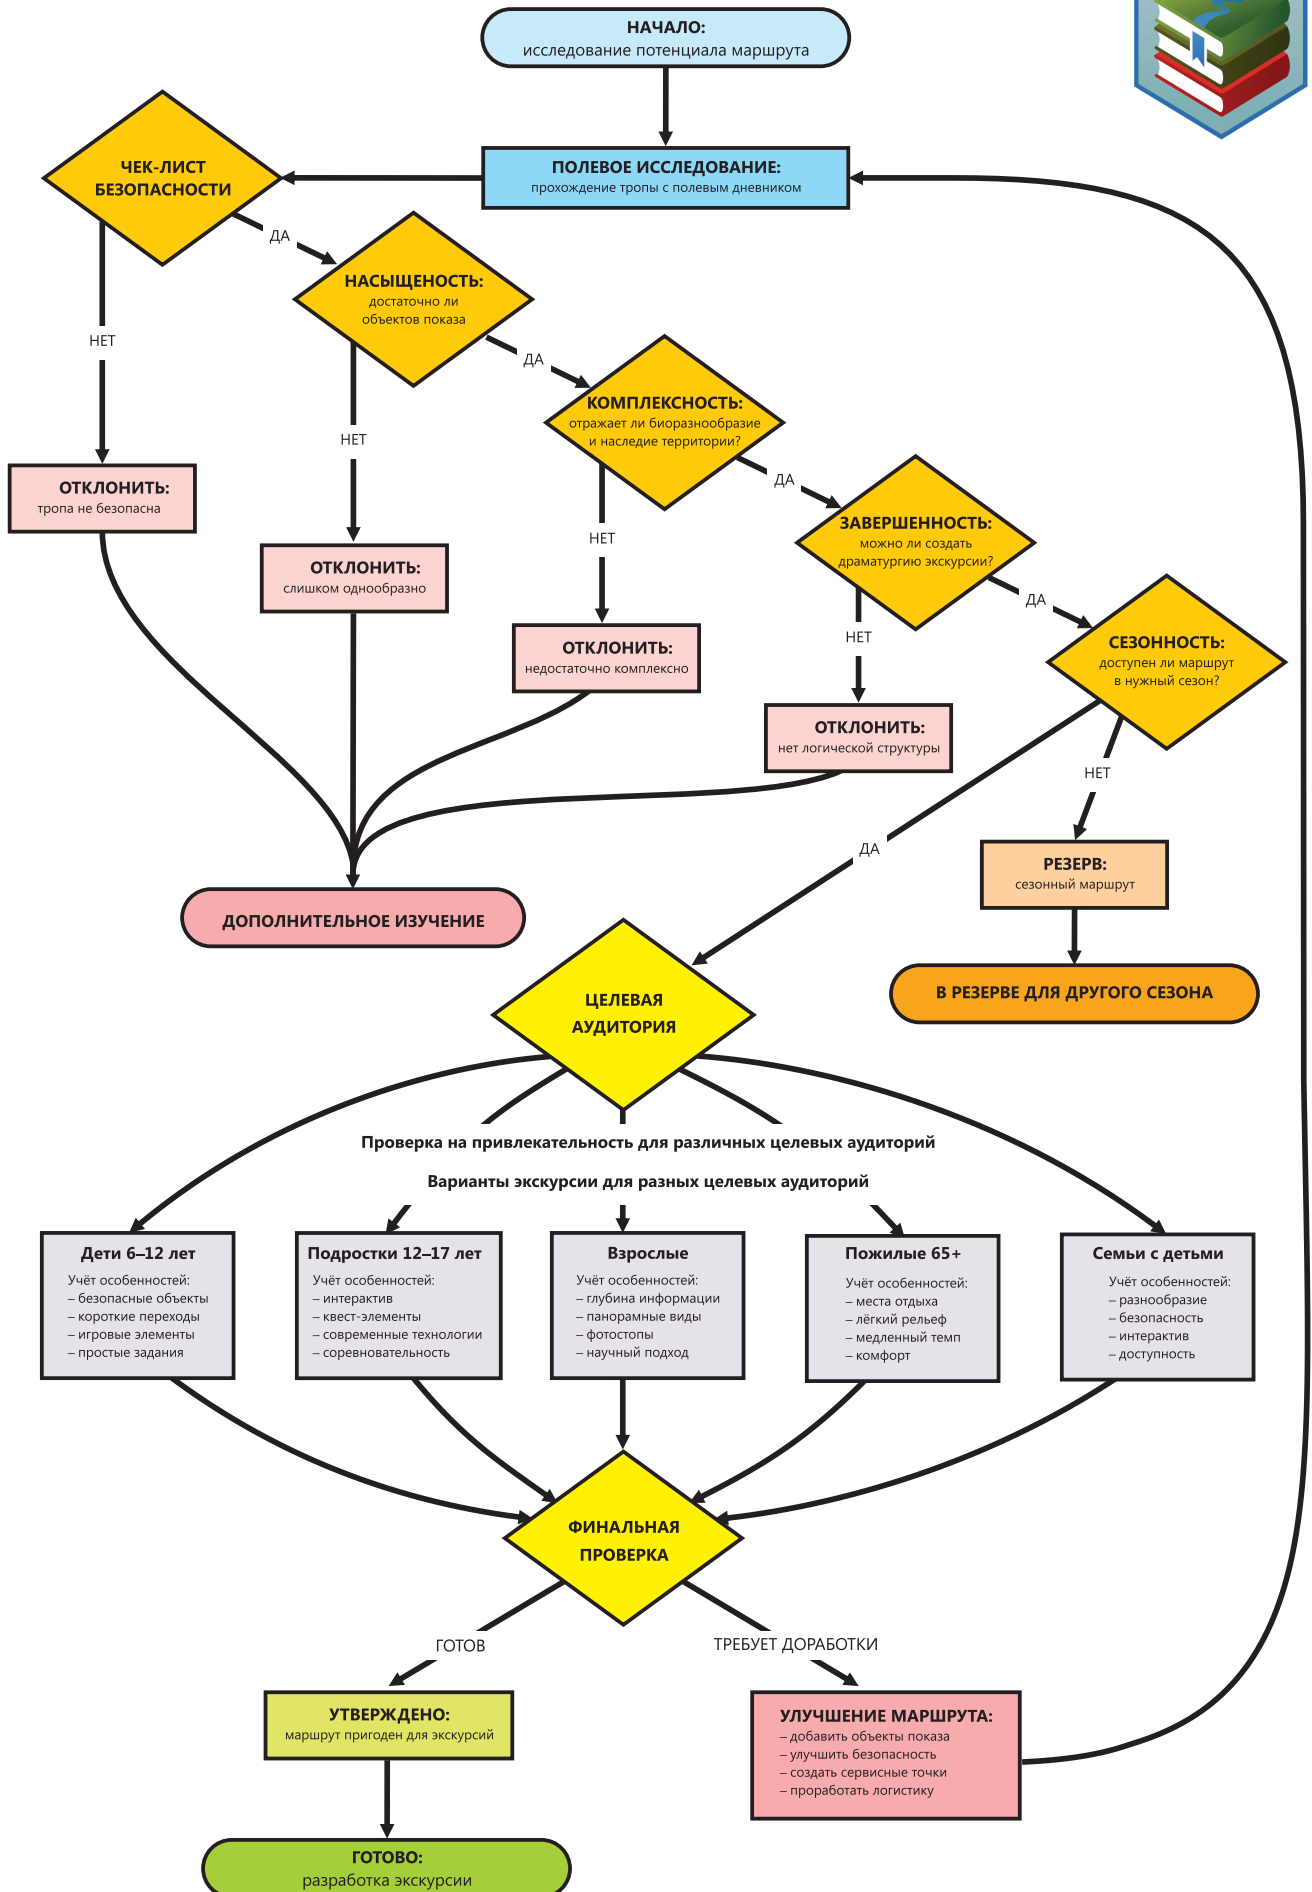 НАЧАЛО:
исследование потенциала маршрута
ПОЛЕВОЕ ИССЛЕДОВАНИЕ:
прохождение тропы с полевым дневником
ЧЕК-ЛИСТ
БЕЗОПАСНОСТИ
ДА
НЕТ
НАСЫЩЕНОСТЬ:
достаточно ли
объектов показа
ДА
НЕТ
КОМПЛЕКСНОСТЬ:
отражает ли биоразнообразие
и наследие территории?
ДА
НЕТ
ЗАВЕРШЕННОСТЬ:
можно ли создать
драматургию экскурсии?
ДА
НЕТ
СЕЗОННОСТЬ:
доступен ли маршрут
в нужный сезон?
НЕТ
ДА
ОТКЛОНИТЬ:
тропа не безопасна
ОТКЛОНИТЬ:
слишком однообразно
ОТКЛОНИТЬ:
недостаточно комплексно
ОТКЛОНИТЬ:
нет логической структуры
РЕЗЕРВ:
сезонный маршрут
ДОПОЛНИТЕЛЬНОЕ ИЗУЧЕНИЕ
В РЕЗЕРВЕ ДЛЯ ДРУГОГО СЕЗОНА
ЦЕЛЕВАЯ
АУДИТОРИЯ
Проверка на привлекательность для различных целевых аудиторий
Варианты экскурсии для разных целевых аудиторий
Дети 6–12 лет
Учёт особенностей:
– безопасные объекты
– короткие переходы
– игровые элементы
– простые задания
Подростки 12–17 лет
Учёт особенностей:
– интерактив
– квест-элементы
– современные технологии
– соревновательность
Взрослые
Учёт особенностей:
– глубина информации
– панорамные виды
– фотостопы
– научный подход
Пожилые 65+
Учёт особенностей:
– места отдыха
– лёгкий рельеф
– медленный темп
– комфорт
Семьи с детьми
Учёт особенностей:
– разнообразие
– безопасность
– интерактив
– доступность
ФИНАЛЬНАЯ
ПРОВЕРКА
ГОТОВ
ТРЕБУЕТ ДОРАБОТКИ
УТВЕРЖДЕНО:
маршрут пригоден для экскурсий
УЛУЧШЕНИЕ МАРШРУТА:
– добавить объекты показа
– улучшить безопасность
– создать сервисные точки
– проработать логистику
ГОТОВО:
разработка экскурсии